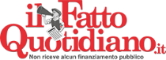 il Fatto
Quotidiano.it
Non riceve alcun finanziamento pubblico